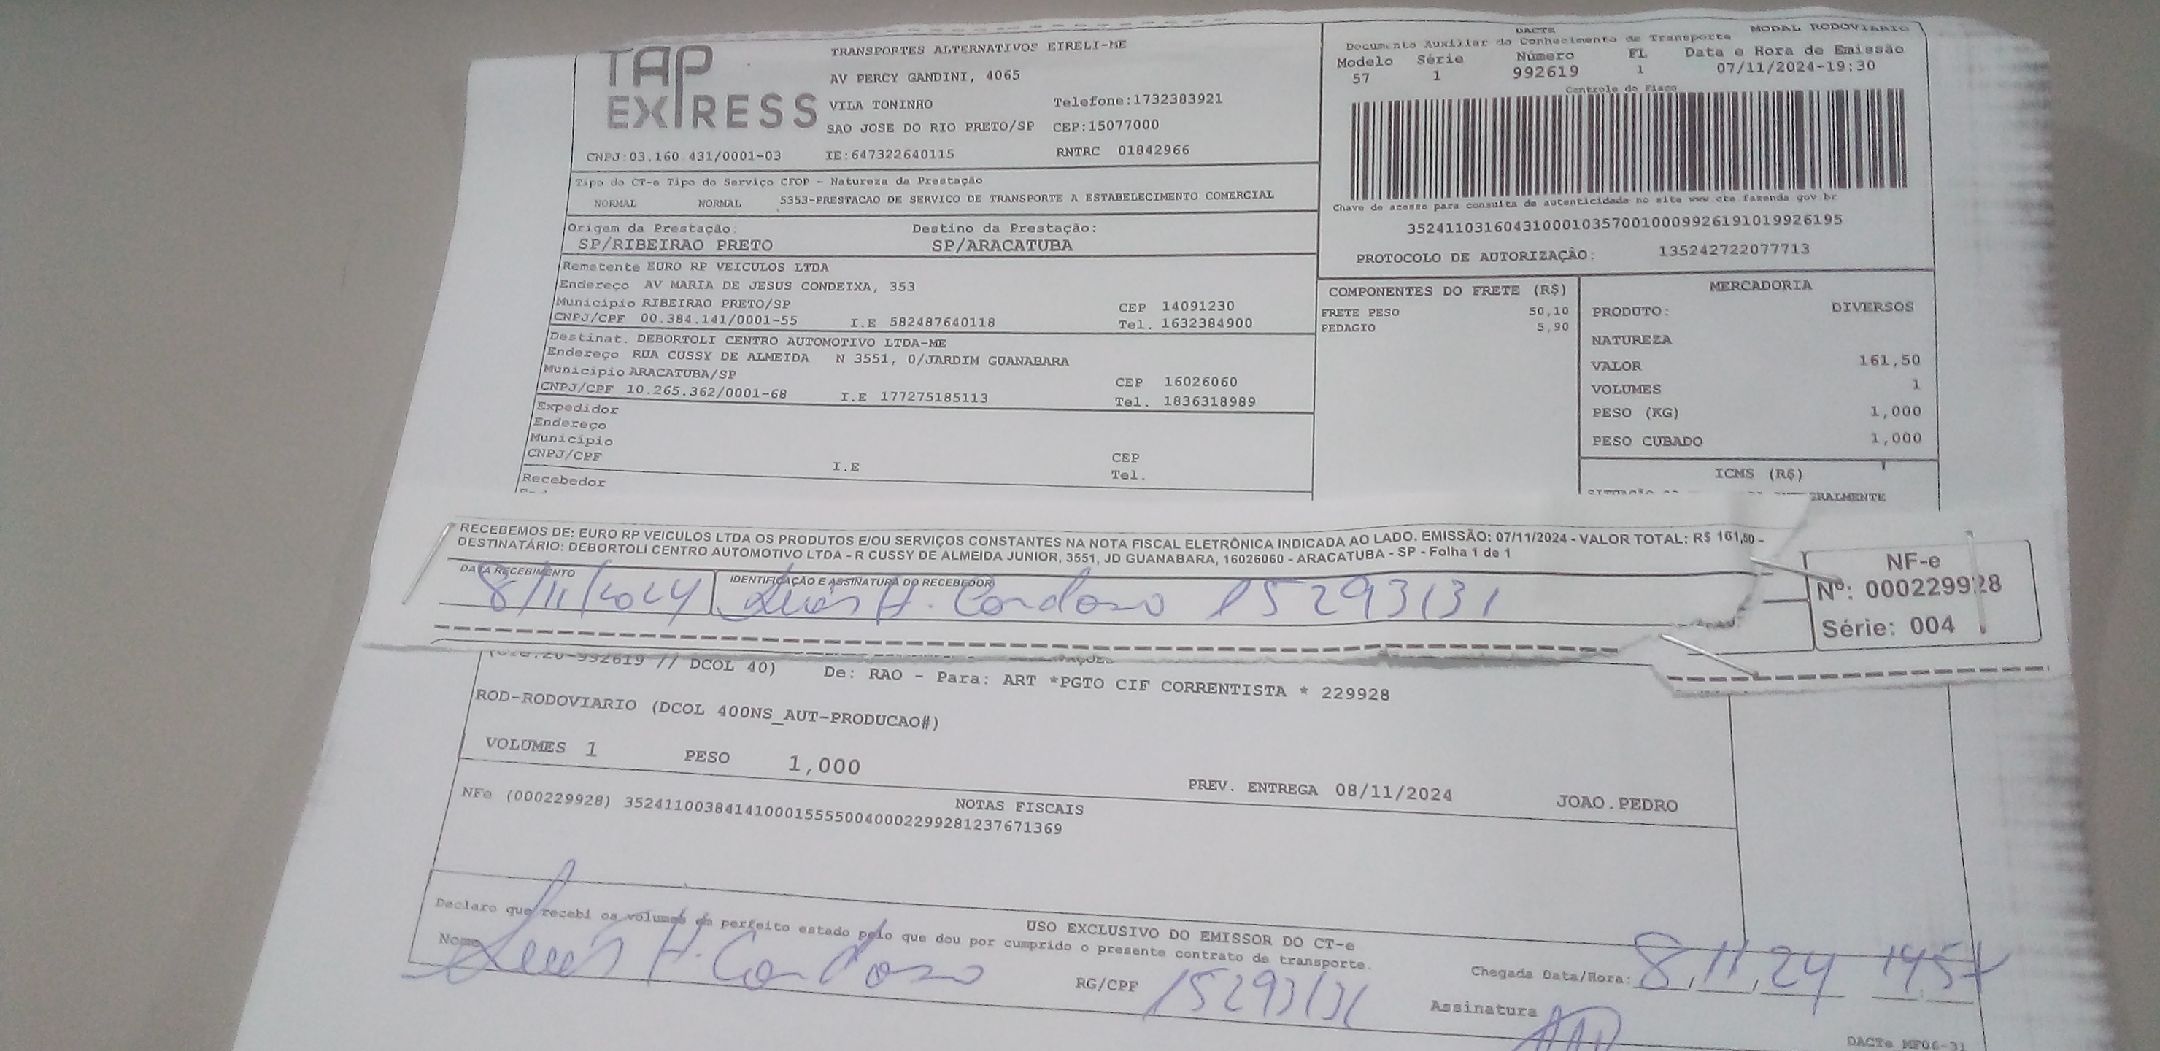 TAP EXPRESS
TRANSPORTES ALTERNATIVOS EIRELI-ME
AV PERCY GANDINI, 4065
VILA TONINHO Telefone:1732383921
SAO JOSE DO RIO PRETO/SP CEP:15077000
CNPJ:03.160.431/0001-03 IE:647322640115 RNTRC 01842966
DACTE MODAL RODOVIARIO
Documento Auxiliar do Conhecimento de Transporte
Modelo Série Número FL Data e Hora de Emissão
57 1 992619 1 07/11/2024-19:30
Controle do Fisco
Chave de acesso para consulta de autenticidade no site www.cte.fazenda.gov.br
35241103160431000103570010009926191019926195
PROTOCOLO DE AUTORIZAÇÃO: 135242722077713
Tipo do CT-e Tipo do Serviço CFOP - Natureza da Prestação
NORMAL NORMAL 5353-PRESTACAO DE SERVICO DE TRANSPORTE A ESTABELECIMENTO COMERCIAL
Origem da Prestação: Destino da Prestação:
SP/RIBEIRAO PRETO SP/ARACATUBA
Remetente EURO RP VEICULOS LTDA
Endereço AV MARIA DE JESUS CONDEIXA, 353
Município RIBEIRAO PRETO/SP CEP 14091230
CNPJ/CPF 00.384.141/0001-55 I.E 582487640118 Tel. 1632384900
Destinat. DEBORTOLI CENTRO AUTOMOTIVO LTDA-ME
Endereço RUA CUSSY DE ALMEIDA N 3551, 0/JARDIM GUANABARA
Município ARACATUBA/SP CEP 16026060
CNPJ/CPF 10.265.362/0001-68 I.E 177275185113 Tel. 1836318989
Expedidor
Endereço
Município CEP
CNPJ/CPF I.E Tel.
Recebedor
COMPONENTES DO FRETE (R$)
FRETE PESO 50,10
PEDAGIO 5,90
MERCADORIA
PRODUTO: DIVERSOS
NATUREZA
VALOR 161,50
VOLUMES 1
PESO (KG) 1,000
PESO CUBADO 1,000
ICMS (R$)
RECEBEMOS DE: EURO RP VEICULOS LTDA OS PRODUTOS E/OU SERVIÇOS CONSTANTES NA NOTA FISCAL ELETRÔNICA INDICADA AO LADO. EMISSÃO: 07/11/2024 - VALOR TOTAL: R$ 161,50 -
DESTINATÁRIO: DEBORTOLI CENTRO AUTOMOTIVO LTDA - R CUSSY DE ALMEIDA JUNIOR, 3551, JD GUANABARA, 16026060 - ARACATUBA - SP - Folha 1 de 1
DATA RECEBIMENTO IDENTIFICAÇÃO E ASSINATURA DO RECEBEDOR
8/11/2024 Luís H. Cardoso 15293131
NF-e
Nº: 000229928
Série: 004
992619 // DCOL 40) De: RAO - Para: ART *PGTO CIF CORRENTISTA * 229928
ROD-RODOVIARIO (DCOL 400NS_AUT-PRODUCAO#)
VOLUMES 1 PESO 1,000 PREV. ENTREGA 08/11/2024 JOAO.PEDRO
NOTAS FISCAIS
NFe (000229928) 35241100384141000155550040002299281237671369
USO EXCLUSIVO DO EMISSOR DO CT-e
Declaro que recebi os volumes em perfeito estado pelo que dou por cumprido o presente contrato de transporte.
Nome Luís H. Cardoso RG/CPF 15293131 Chegada Data/Hora: 8,11,24 1457
Assinatura
DACTe MF06-31